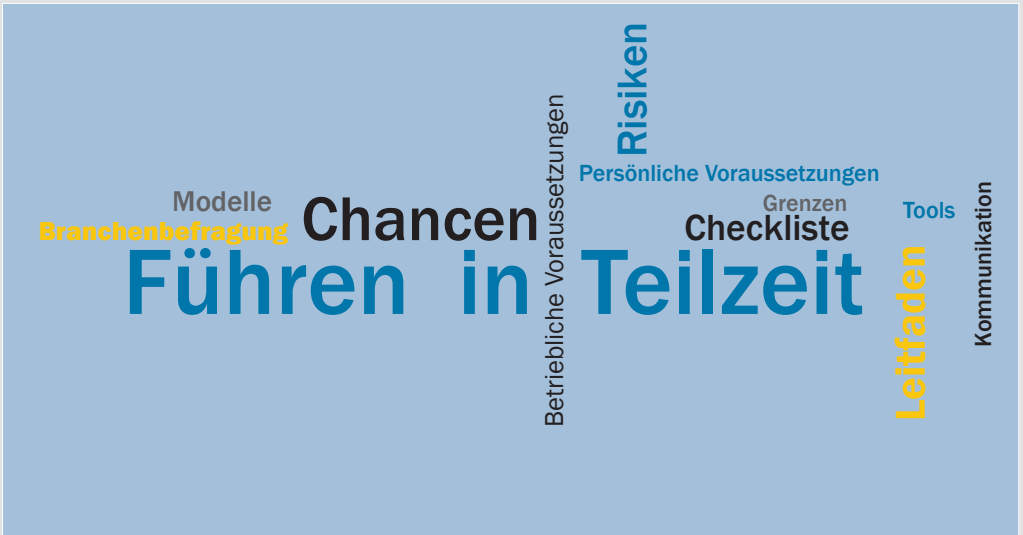 Risiken
Betriebliche Voraussetzungen
Persönliche Voraussetzungen
Modelle
Chancen
Grenzen
Tools
Branchenbefragung
Checkliste
Kommunikation
Führen in Teilzeit
Leitfaden